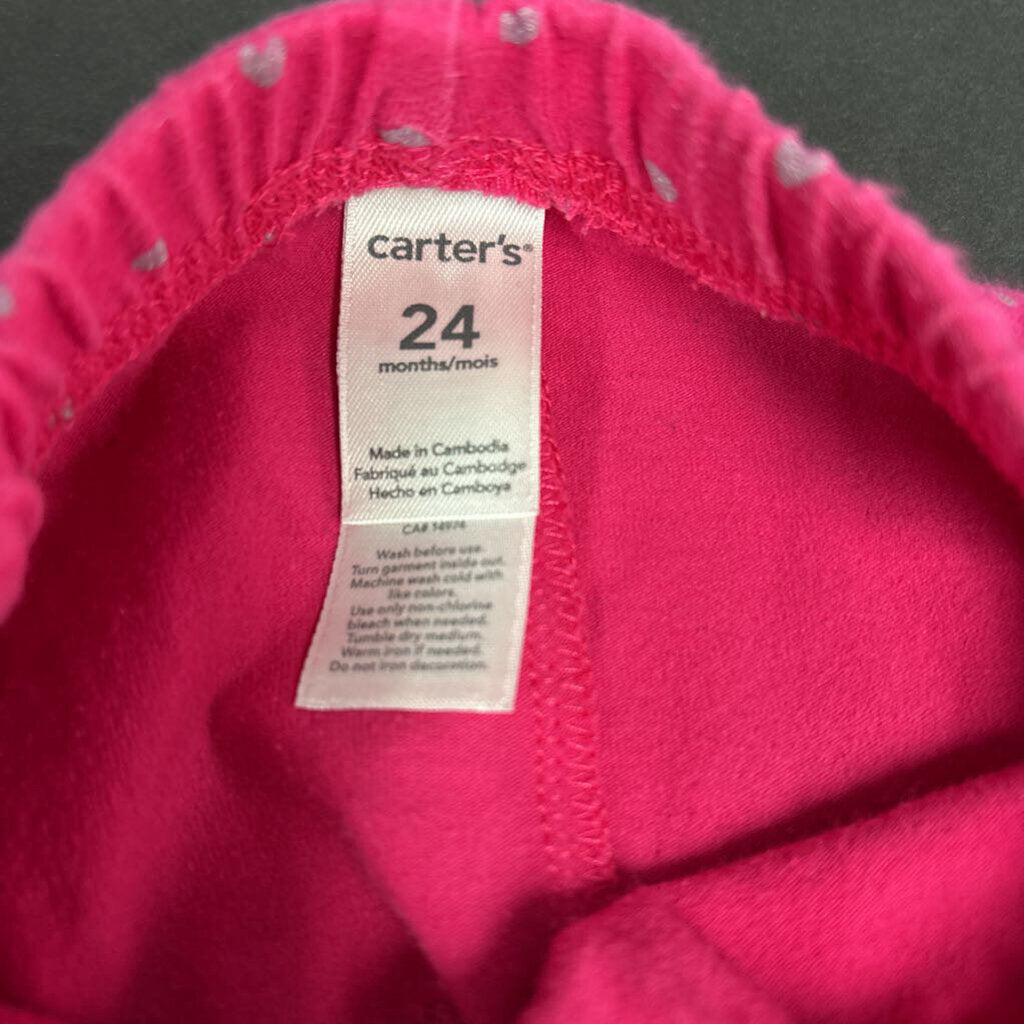 carter's®
24
months/mois
Made in Cambodia
Fabriqué au Cambodge
Hecho en Camboya
CA# 14974
Wash before use.
Turn garment inside out.
Machine wash cold with
like colors.
Use only non-chlorine
bleach when needed.
Tumble dry medium.
Warm iron if needed.
Do not iron decoration.